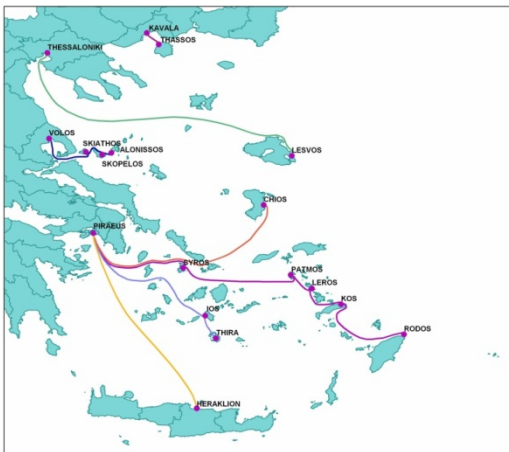 KAVALA
THASSOS
THESSALONIKI
VOLOS
SKIATHOS
ALONISSOS
SKOPELOS
LESVOS
CHIOS
PIRAEUS
SYROS
PATMOS
LEROS
KOS
IOS
RODOS
THIRA
HERAKLION